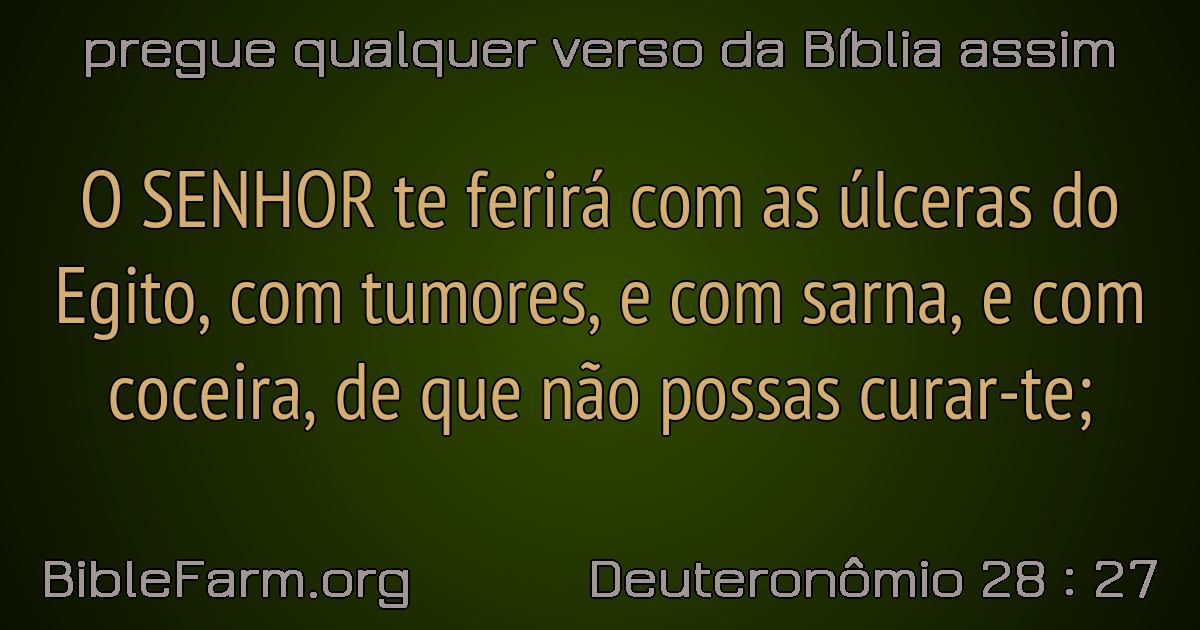 pregue qualquer verso da Bíblia assim
O SENHOR te ferirá com as úlceras do
Egito, com tumores, e com sarna, e com
coceira, de que não possas curar-te;
BibleFarm.org
Deuteronômio 28 : 27